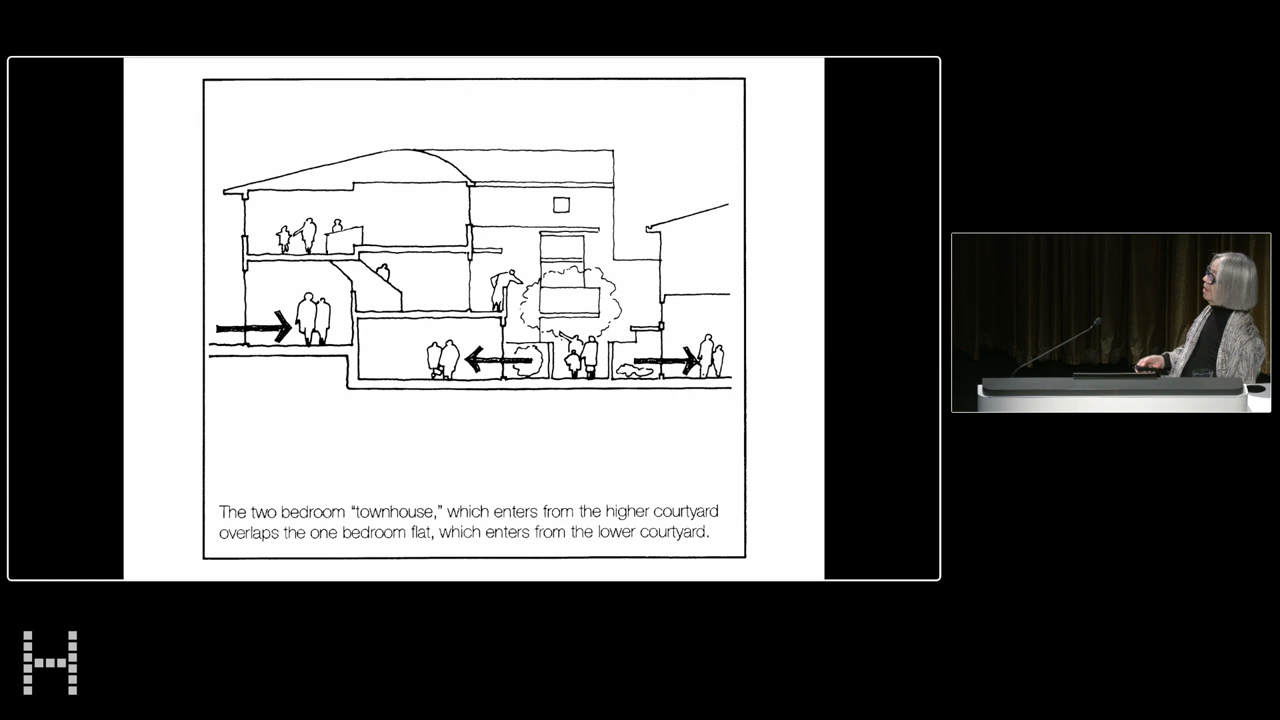 The two bedroom “townhouse,” which enters from the higher courtyard
overlaps the one bedroom flat, which enters from the lower courtyard.
H